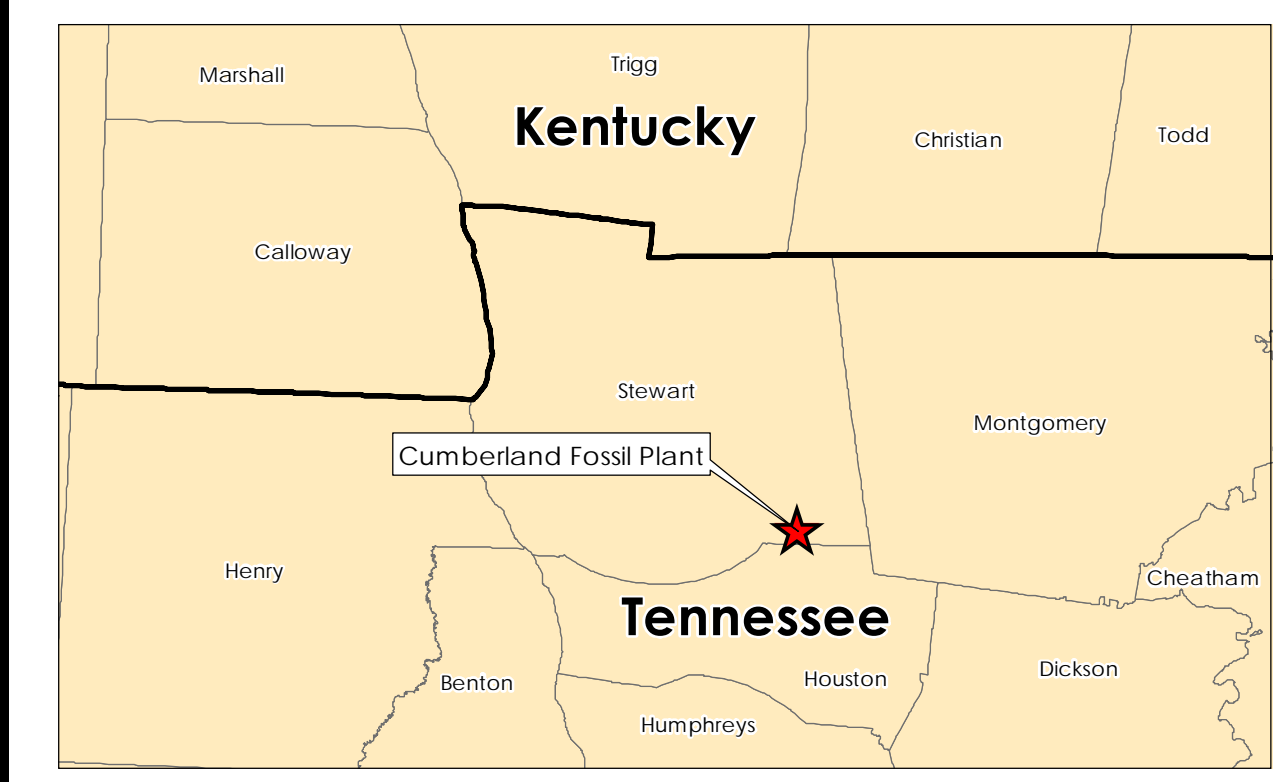 Trigg
Marshall
Kentucky
Todd
Christian
Calloway
Stewart
Montgomery
Cumberland Fossil Plant
Henry
Cheatham
Tennessee
Dickson
Houston
Benton
Humphreys